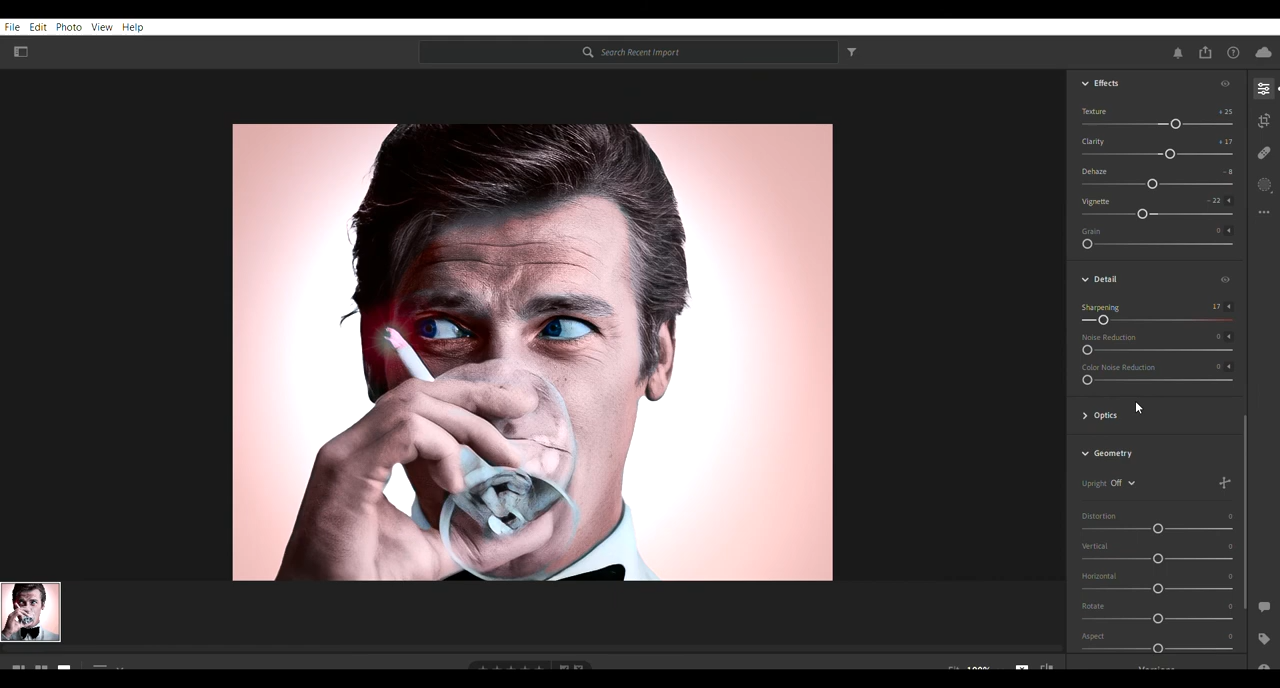 File Edit Photo View Help
Search Recent Import
Effects
Texture + 25
Clarity + 17
Dehaze - 8
Vignette - 22
Grain 0
Detail
Sharpening 17
Noise Reduction 0
Color Noise Reduction 0
Optics
Geometry
Upright Off
Distortion 0
Vertical 0
Horizontal 0
Rotate 0
Aspect 0